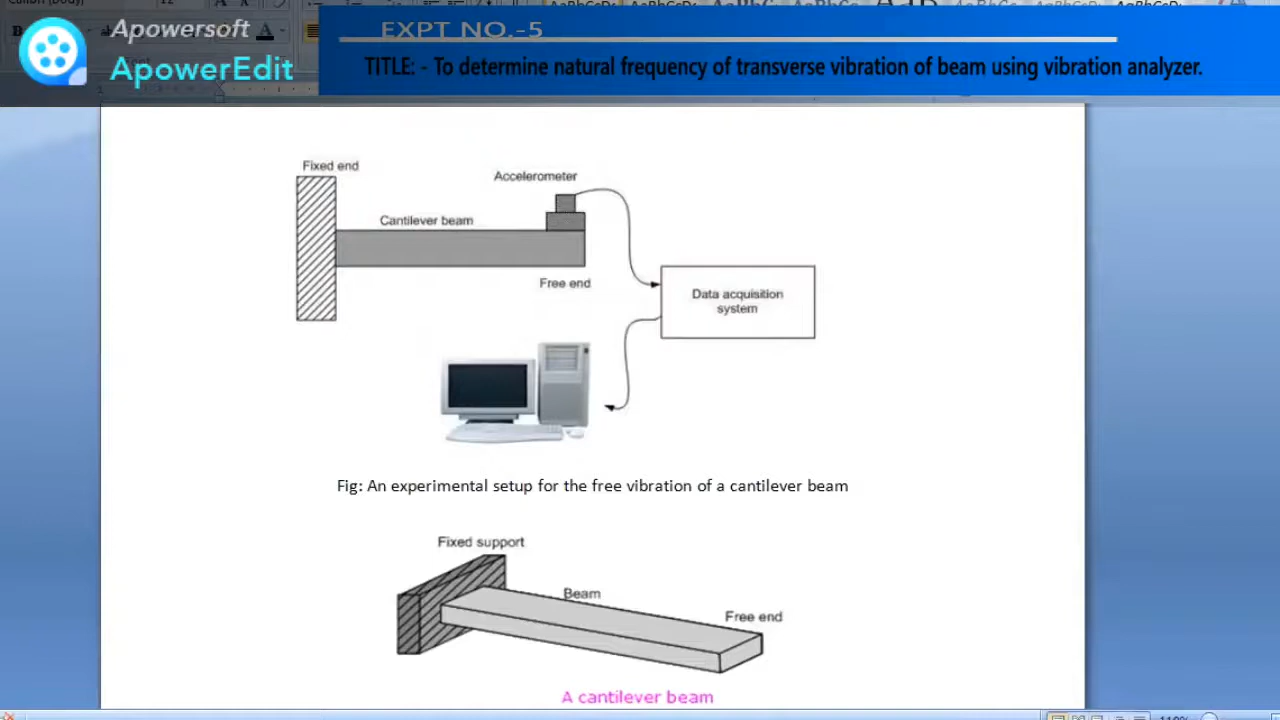 Apowersoft
ApowerEdit
EXPT NO.-5
TITLE: - To determine natural frequency of transverse vibration of beam using vibration analyzer.
Fixed end
Accelerometer
Cantilever beam
Free end
Data acquisition
system
Fig: An experimental setup for the free vibration of a cantilever beam
Fixed support
Beam
Free end
A cantilever beam